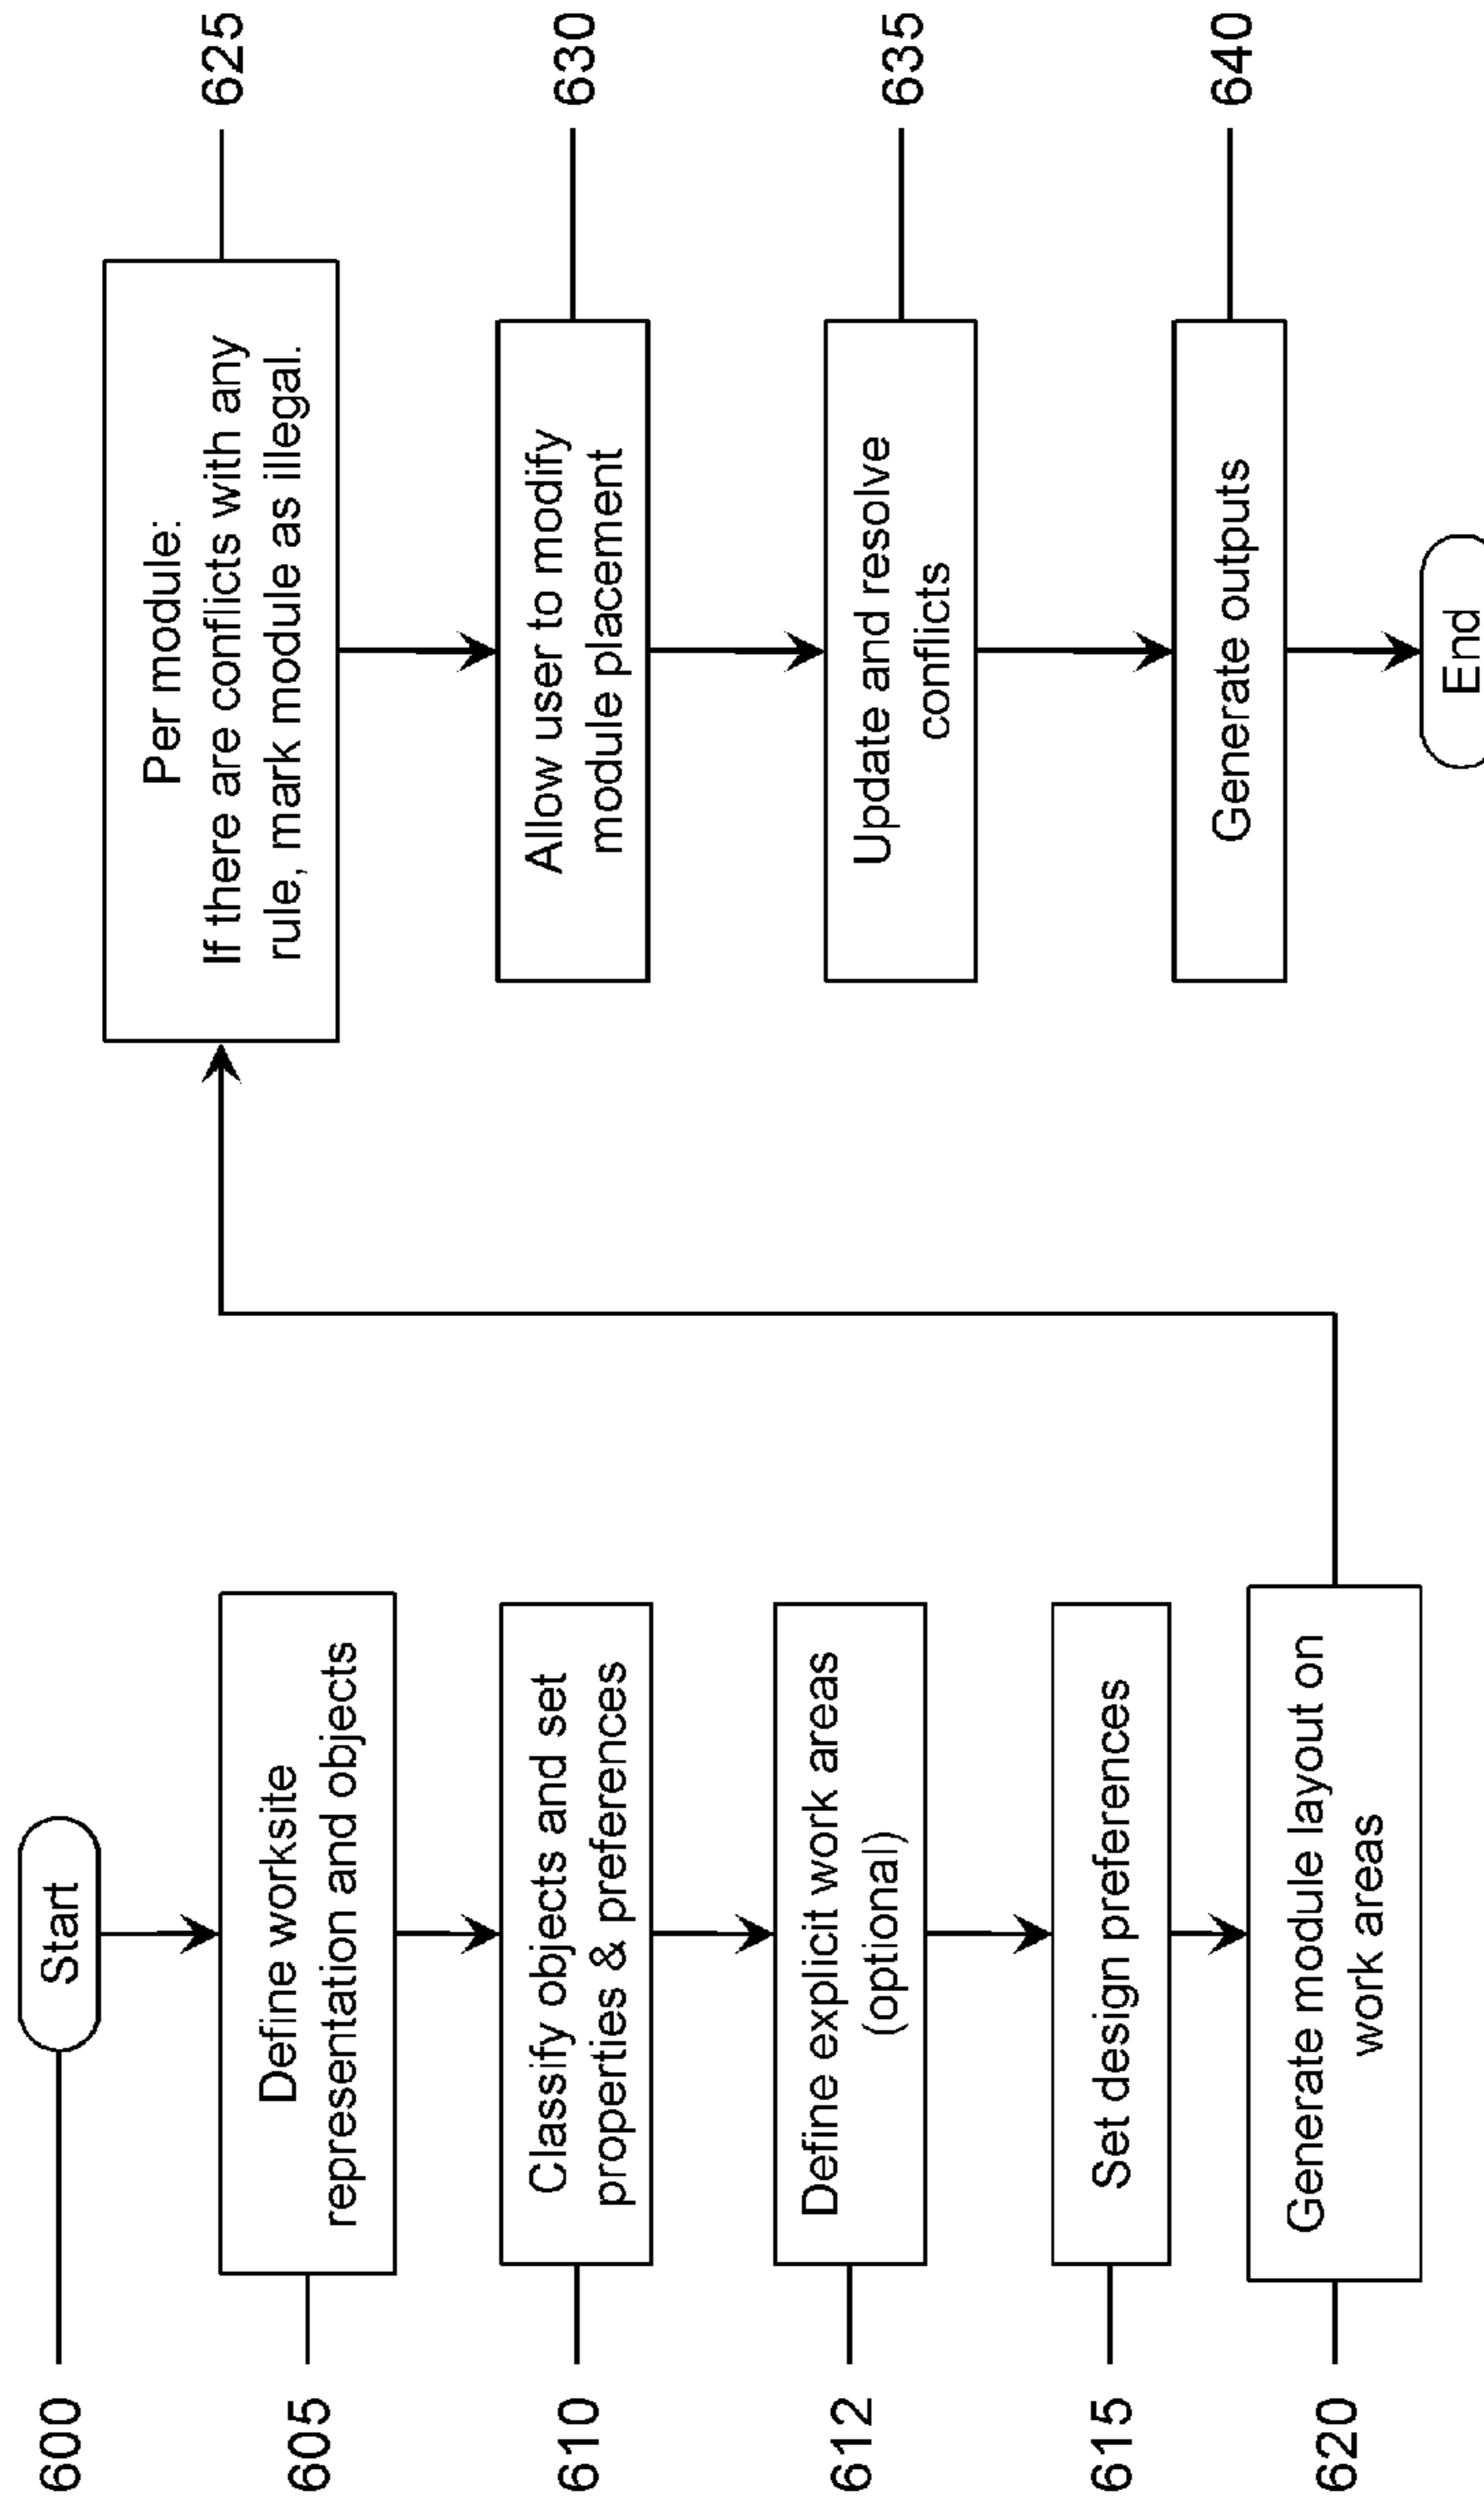 600
Start
605
Define worksite
representation and objects
610
Classify objects and set
properties & preferences
612
Define explicit work areas
(optional)
615
Set design preferences
620
Generate module layout on
work areas
Per module:
If there are conflicts with any
rule, mark module as illegal.
625
Allow user to modify
module placement
630
Update and resolve
conflicts
635
Generate outputs
640
End